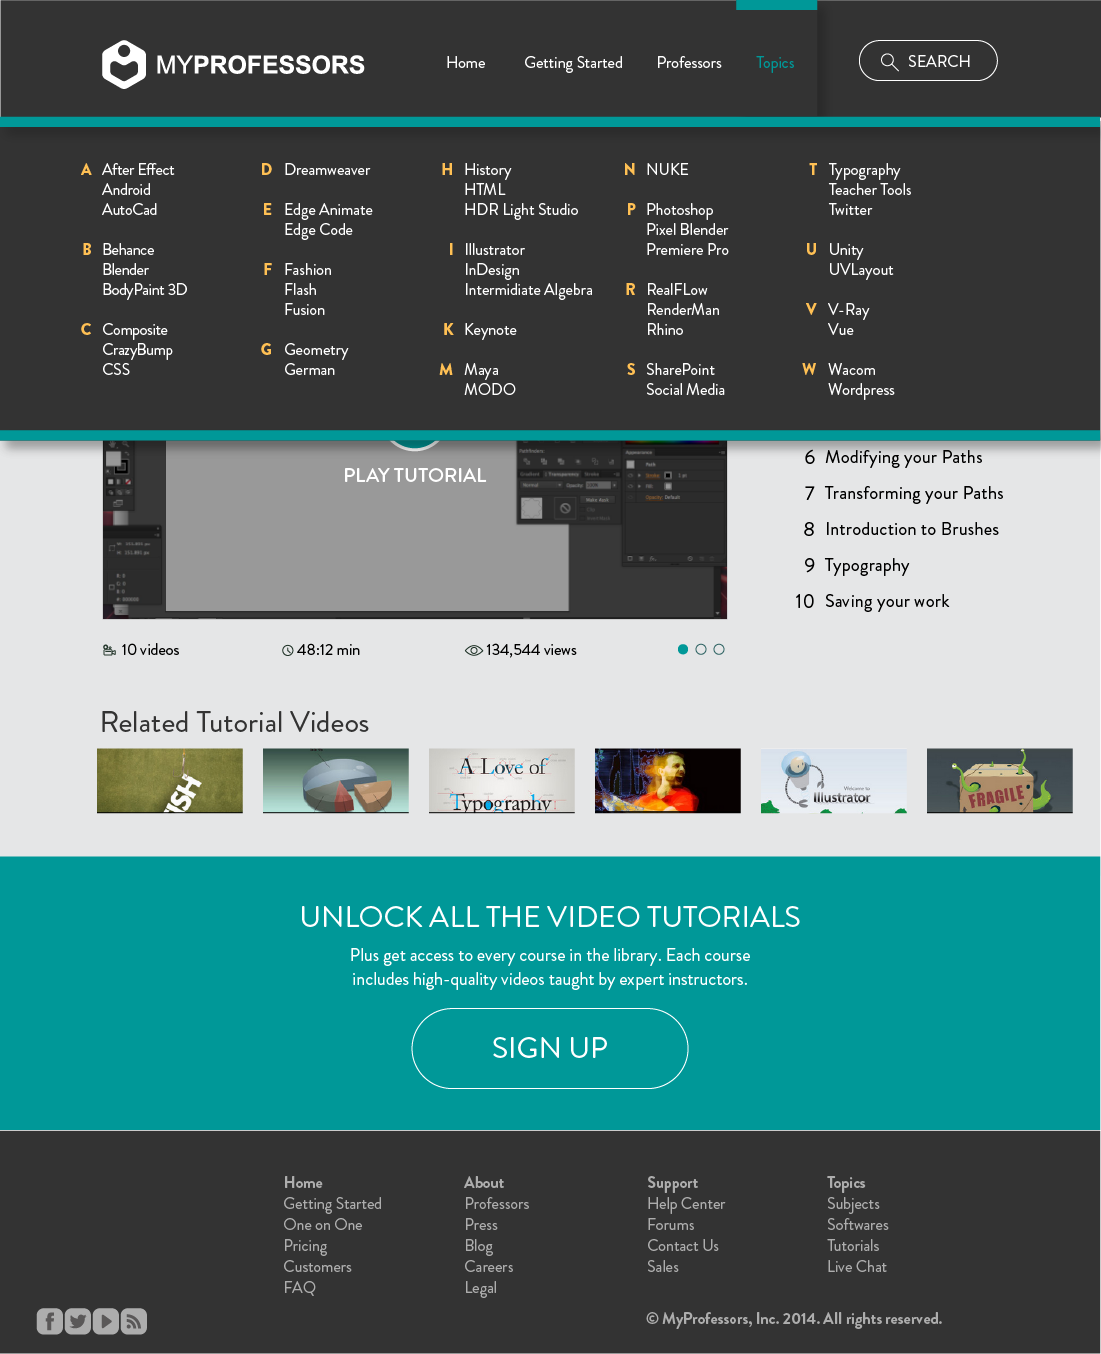 MYPROFESSORS
Home Getting Started Professors Topics
SEARCH
A After Effect
Android
AutoCad
B Behance
Blender
BodyPaint 3D
C Composite
CrazyBump
CSS
D Dreamweaver
E Edge Animate
Edge Code
F Fashion
Flash
Fusion
G Geometry
German
H History
HTML
HDR Light Studio
I Illustrator
InDesign
Intermidiate Algebra
K Keynote
M Maya
MODO
N NUKE
P Photoshop
Pixel Blender
Premiere Pro
R RealFLow
RenderMan
Rhino
S SharePoint
Social Media
T Typography
Teacher Tools
Twitter
U Unity
UVLayout
V V-Ray
Vue
W Wacom
Wordpress
PLAY TUTORIAL
6 Modifying your Paths
7 Transforming your Paths
8 Introduction to Brushes
9 Typography
10 Saving your work
10 videos
48:12 min
134,544 views
Related Tutorial Videos
A Love of
Typography
Welcome to
Illustrator
FRAGILE
UNLOCK ALL THE VIDEO TUTORIALS
Plus get access to every course in the library. Each course
includes high-quality videos taught by expert instructors.
SIGN UP
Home
Getting Started
One on One
Pricing
Customers
FAQ
About
Professors
Press
Blog
Careers
Legal
Support
Help Center
Forums
Contact Us
Sales
Topics
Subjects
Softwares
Tutorials
Live Chat
© MyProfessors, Inc. 2014. All rights reserved.